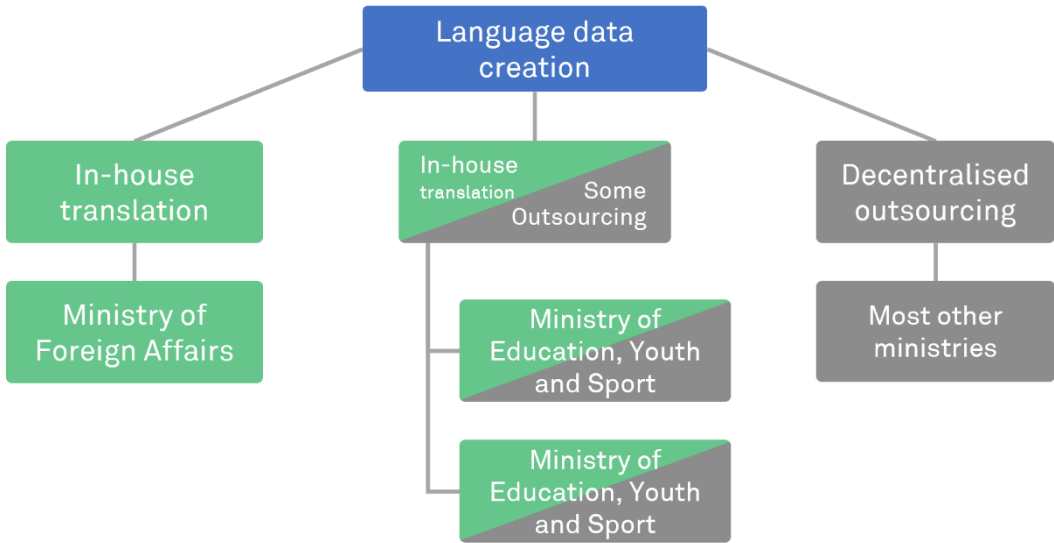 Language data
creation
In-house
translation
In-house
translation
Some
Outsourcing
Decentralised
outsourcing
Ministry of
Foreign Affairs
Ministry of
Education, Youth
and Sport
Ministry of
Education, Youth
and Sport
Most other
ministries